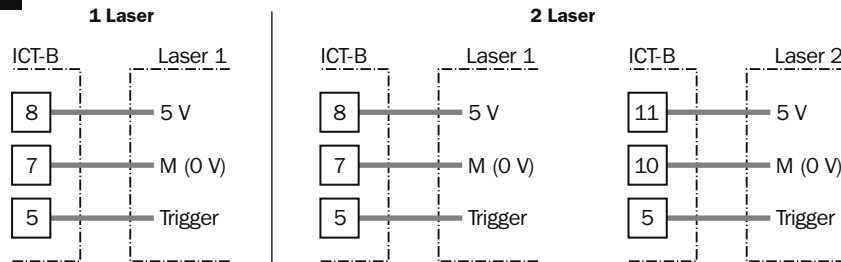 1 Laser
2 Laser
ICT-B Laser 1
8 5 V
7 M (0 V)
5 Trigger
ICT-B Laser 1
8 5 V
7 M (0 V)
5 Trigger
ICT-B Laser 2
11 5 V
10 M (0 V)
5 Trigger